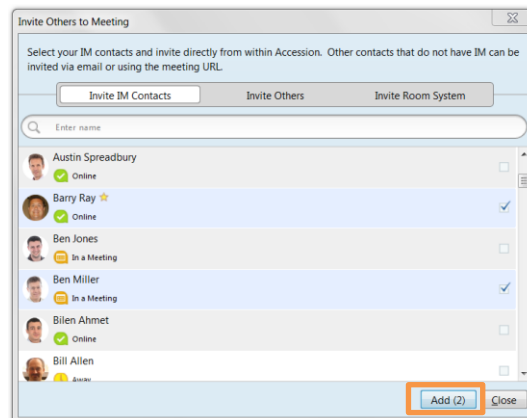 Invite Others to Meeting
Select your IM contacts and invite directly from within Accession. Other contacts that do not have IM can be
invited via email or using the meeting URL.
Invite IM Contacts Invite Others Invite Room System
Enter name
Austin Spreadbury
Online
Barry Ray
Online
Ben Jones
In a Meeting
Ben Miller
In a Meeting
Bilen Ahmet
Online
Bill Allen
Away
Add (2) Close